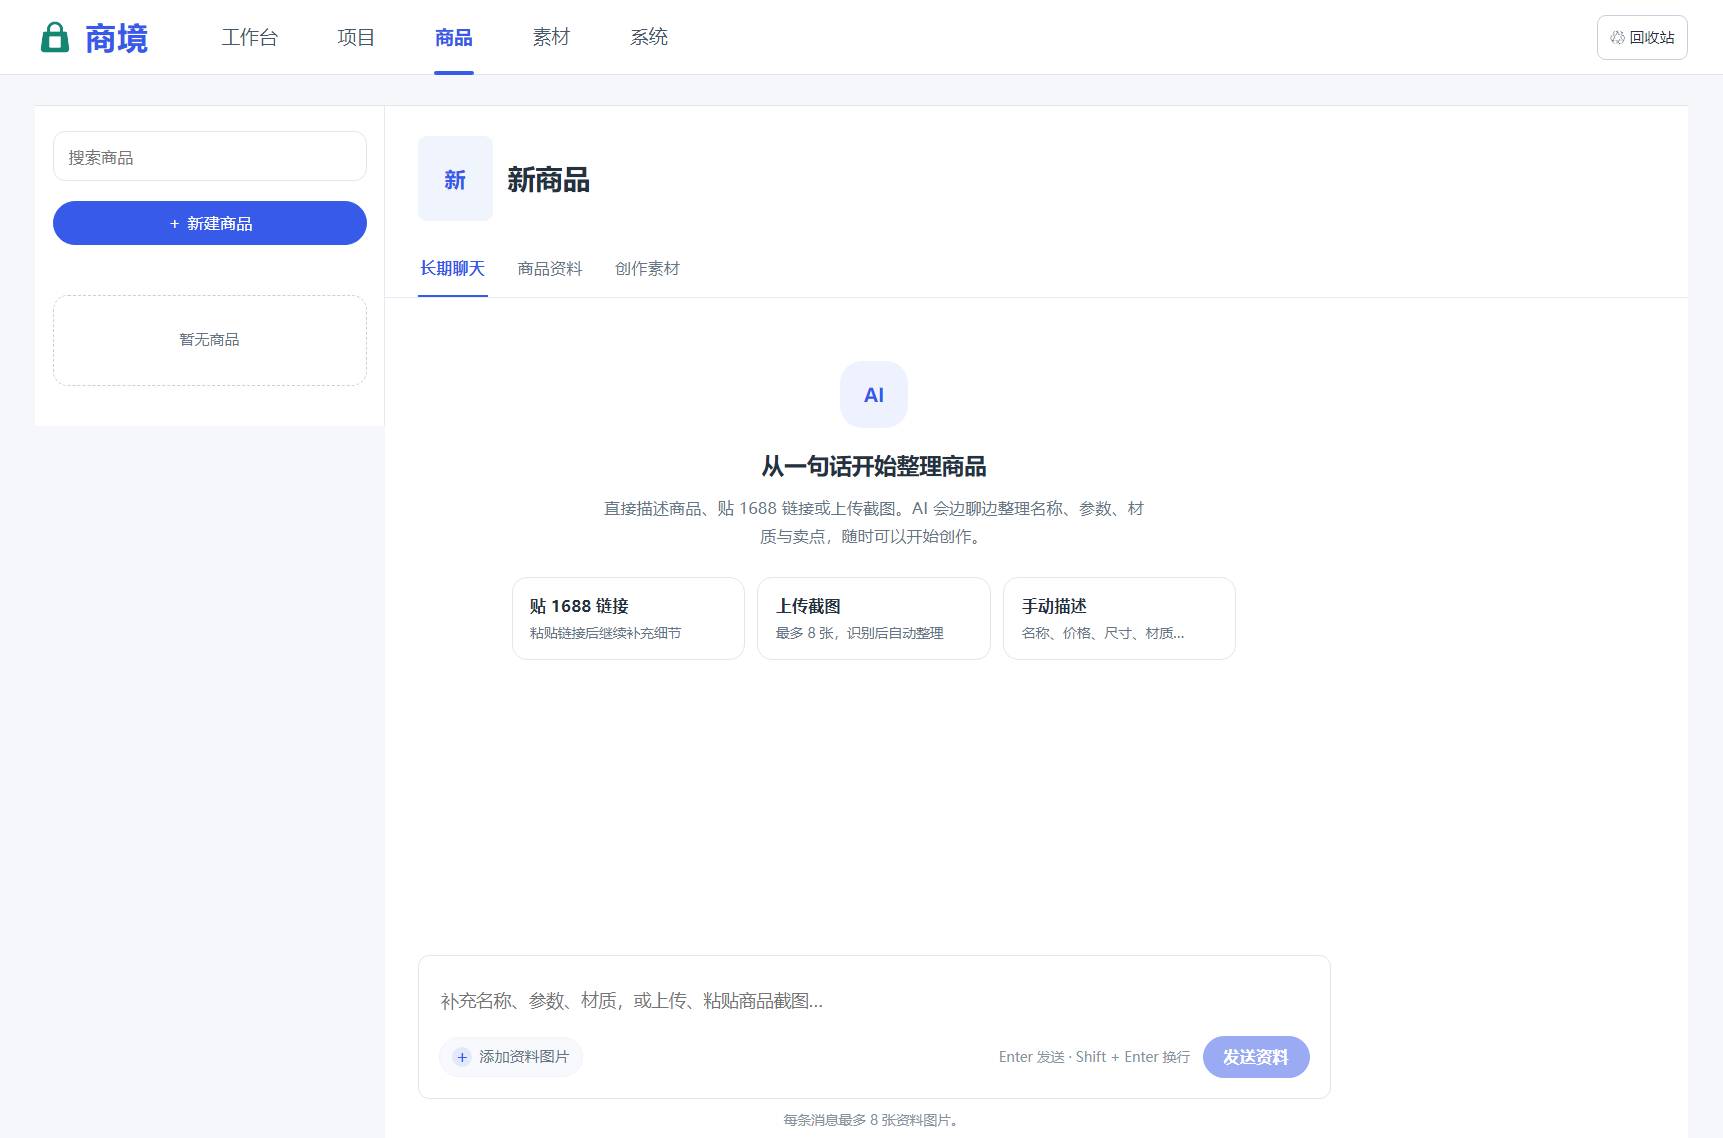 商境
工作台
项目
商品
素材
系统
回收站
搜索商品
+ 新建商品
暂无商品
新
新商品
长期聊天
商品资料
创作素材
AI
从一句话开始整理商品
直接描述商品、贴 1688 链接或上传截图。AI 会边聊边整理名称、参数、材
质与卖点，随时可以开始创作。
贴 1688 链接
粘贴链接后继续补充细节
上传截图
最多 8 张，识别后自动整理
手动描述
名称、价格、尺寸、材质...
补充名称、参数、材质，或上传、粘贴商品截图...
+ 添加资料图片
Enter 发送 · Shift + Enter 换行
发送资料
每条消息最多 8 张资料图片。